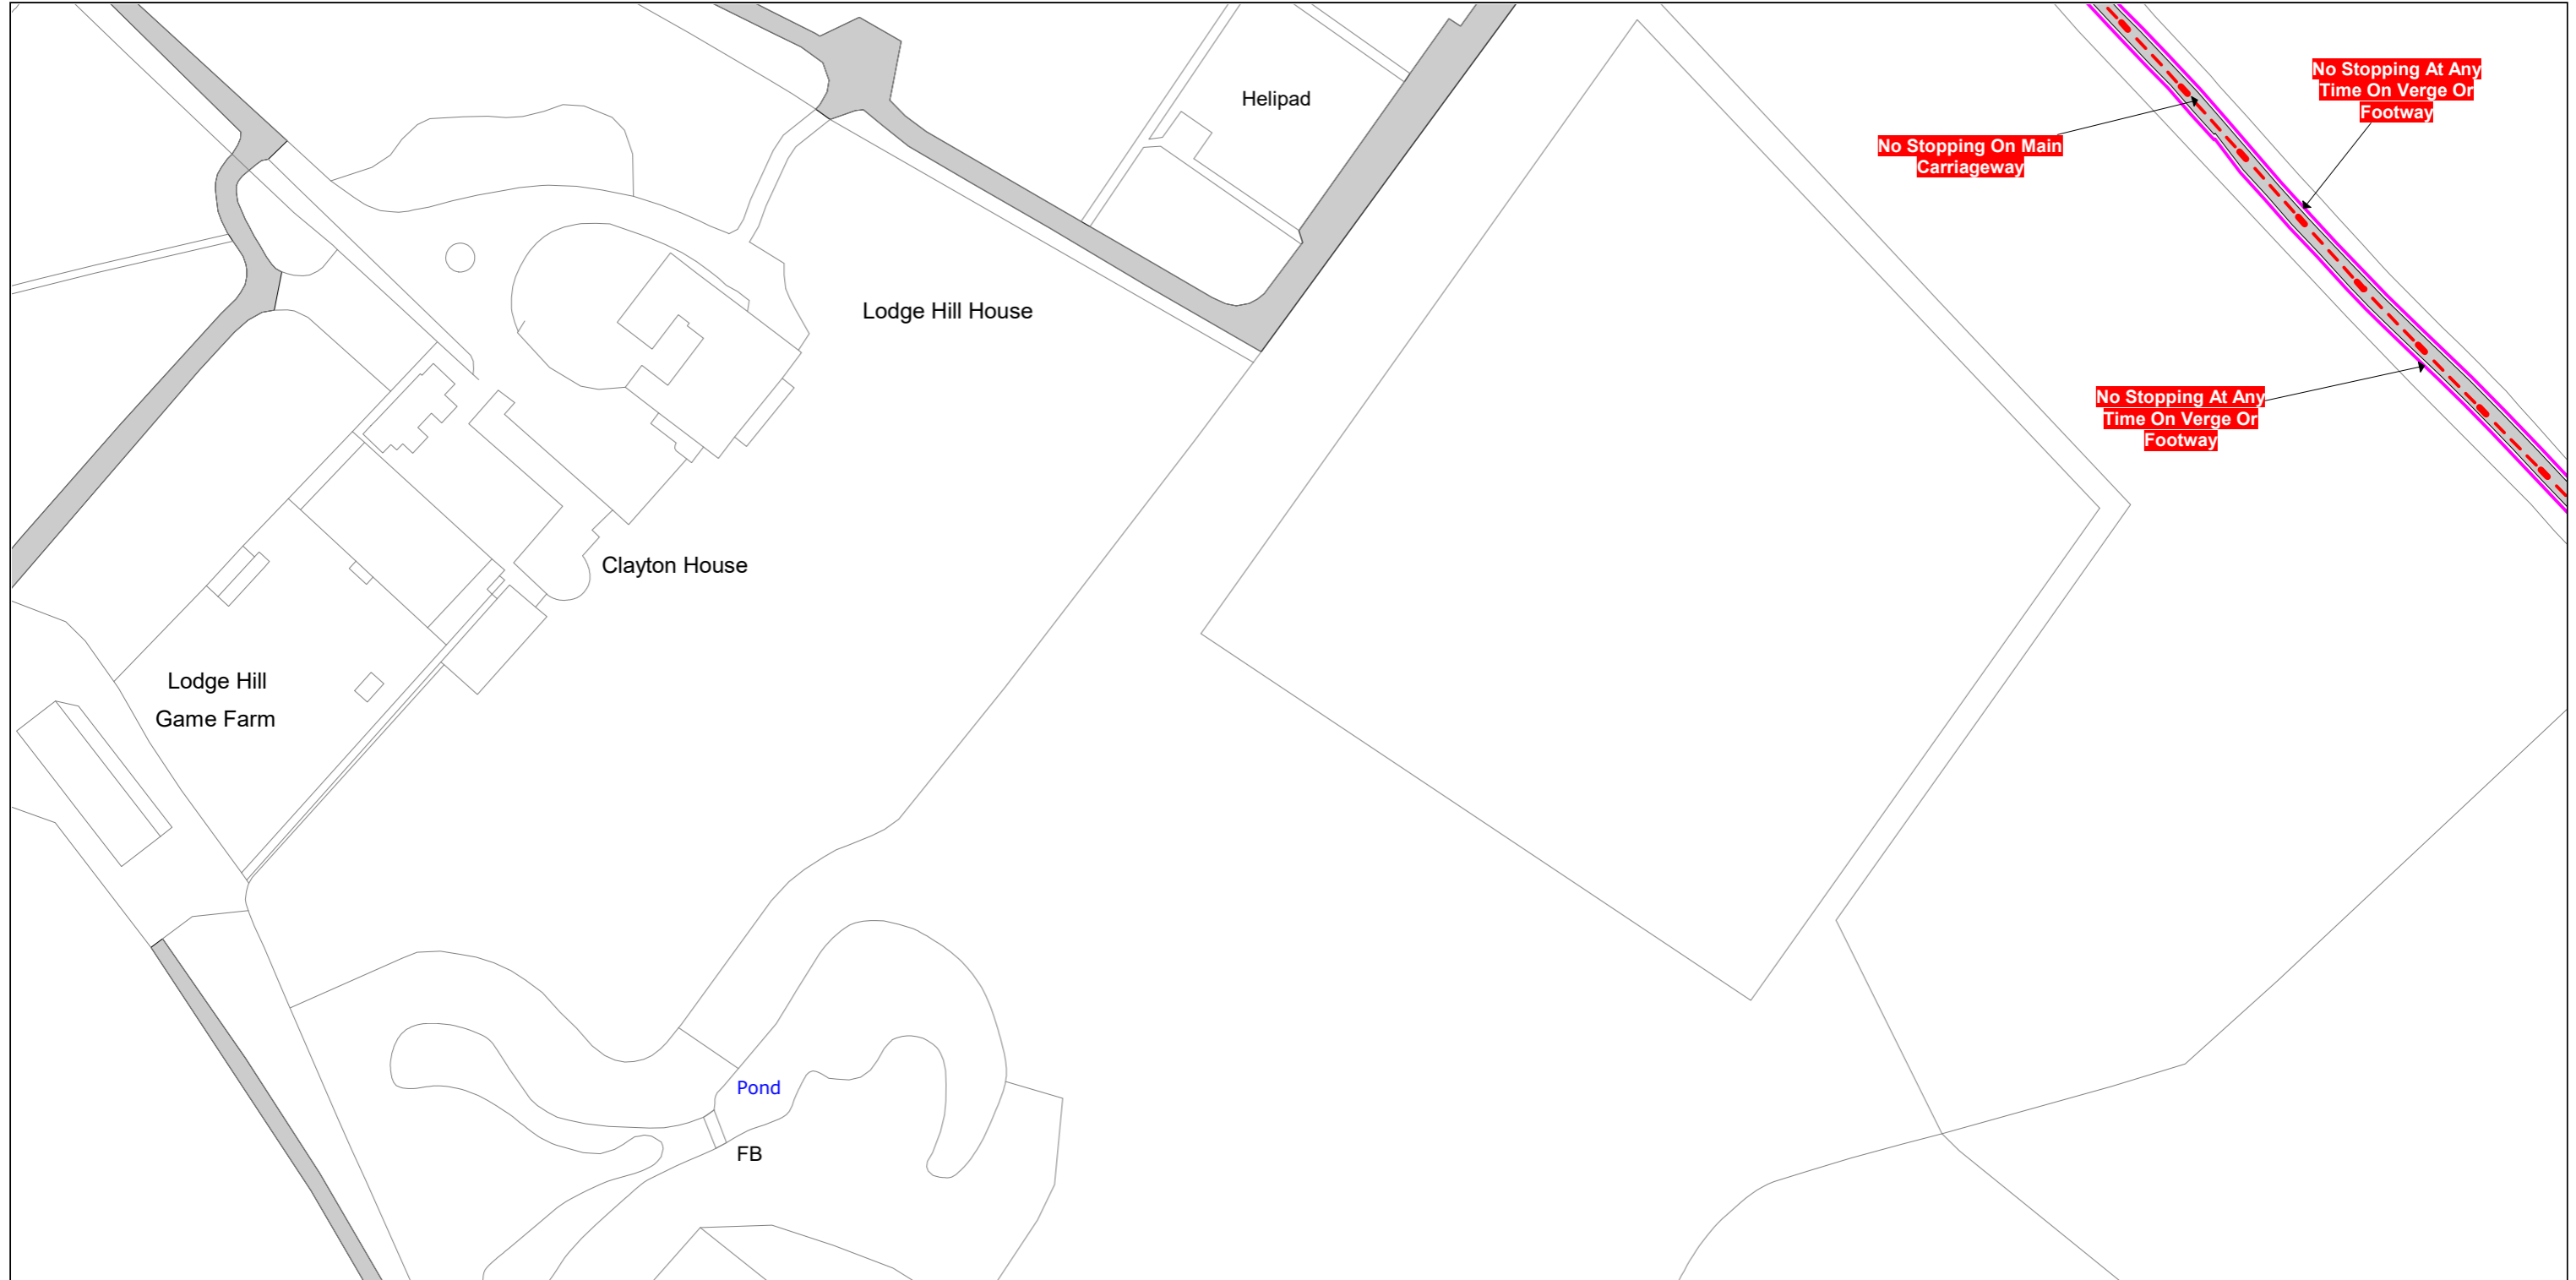 No Stopping At Any
Time On Verge Or
Footway
Helipad
No Stopping On Main
Carriageway
Lodge Hill House
No Stopping At Any
Time On Verge Or
Footway
Clayton House
Lodge Hill
Game Farm
Pond
FB